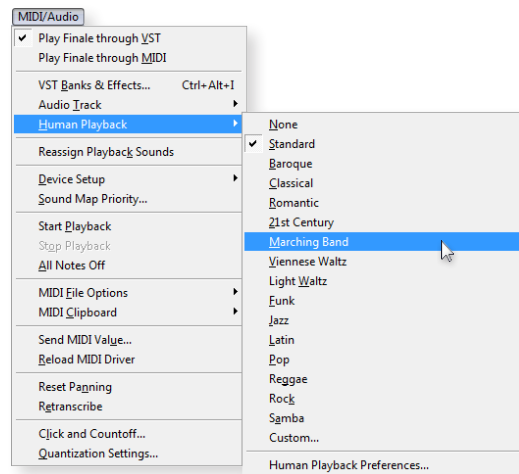 MIDI/Audio
Play Finale through VST
Play Finale through MIDI
VST Banks & Effects... Ctrl+Alt+I
Audio Track
Human Playback
Reassign Playback Sounds
Device Setup
Sound Map Priority...
Start Playback
Stop Playback
All Notes Off
MIDI File Options
MIDI Clipboard
Send MIDI Value...
Reload MIDI Driver
Reset Panning
Retranscribe
Click and Countoff...
Quantization Settings...
None
Standard
Baroque
Classical
Romantic
21st Century
Marching Band
Viennese Waltz
Light Waltz
Funk
Jazz
Latin
Pop
Reggae
Rock
Samba
Custom...
Human Playback Preferences...